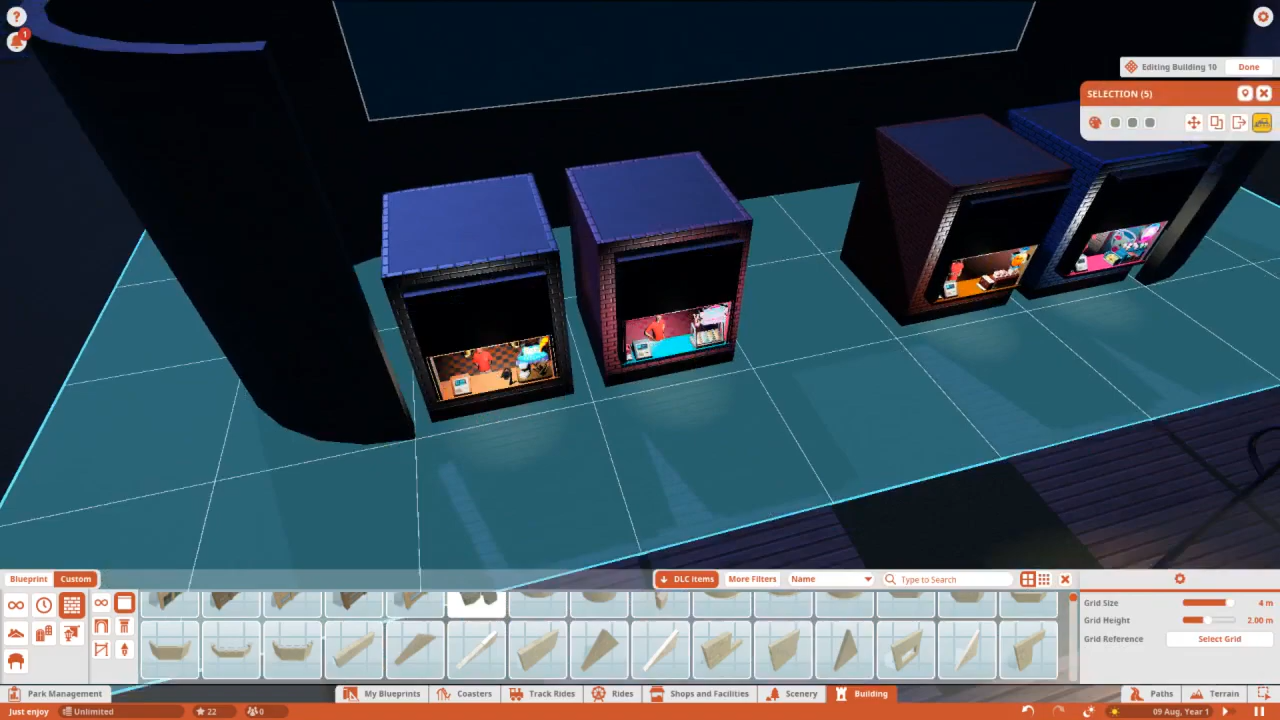 ?
1
Editing Building 10 Done
SELECTION (5)
Blueprint Custom
DLC Items More Filters Name Type to Search
Grid Size 4 m
Grid Height 2.00 m
Grid Reference Select Grid
Park Management My Blueprints Coasters Track Rides Rides Shops and Facilities Scenery Building Paths Terrain
Just enjoy Unlimited 22 0 09 Aug, Year 1